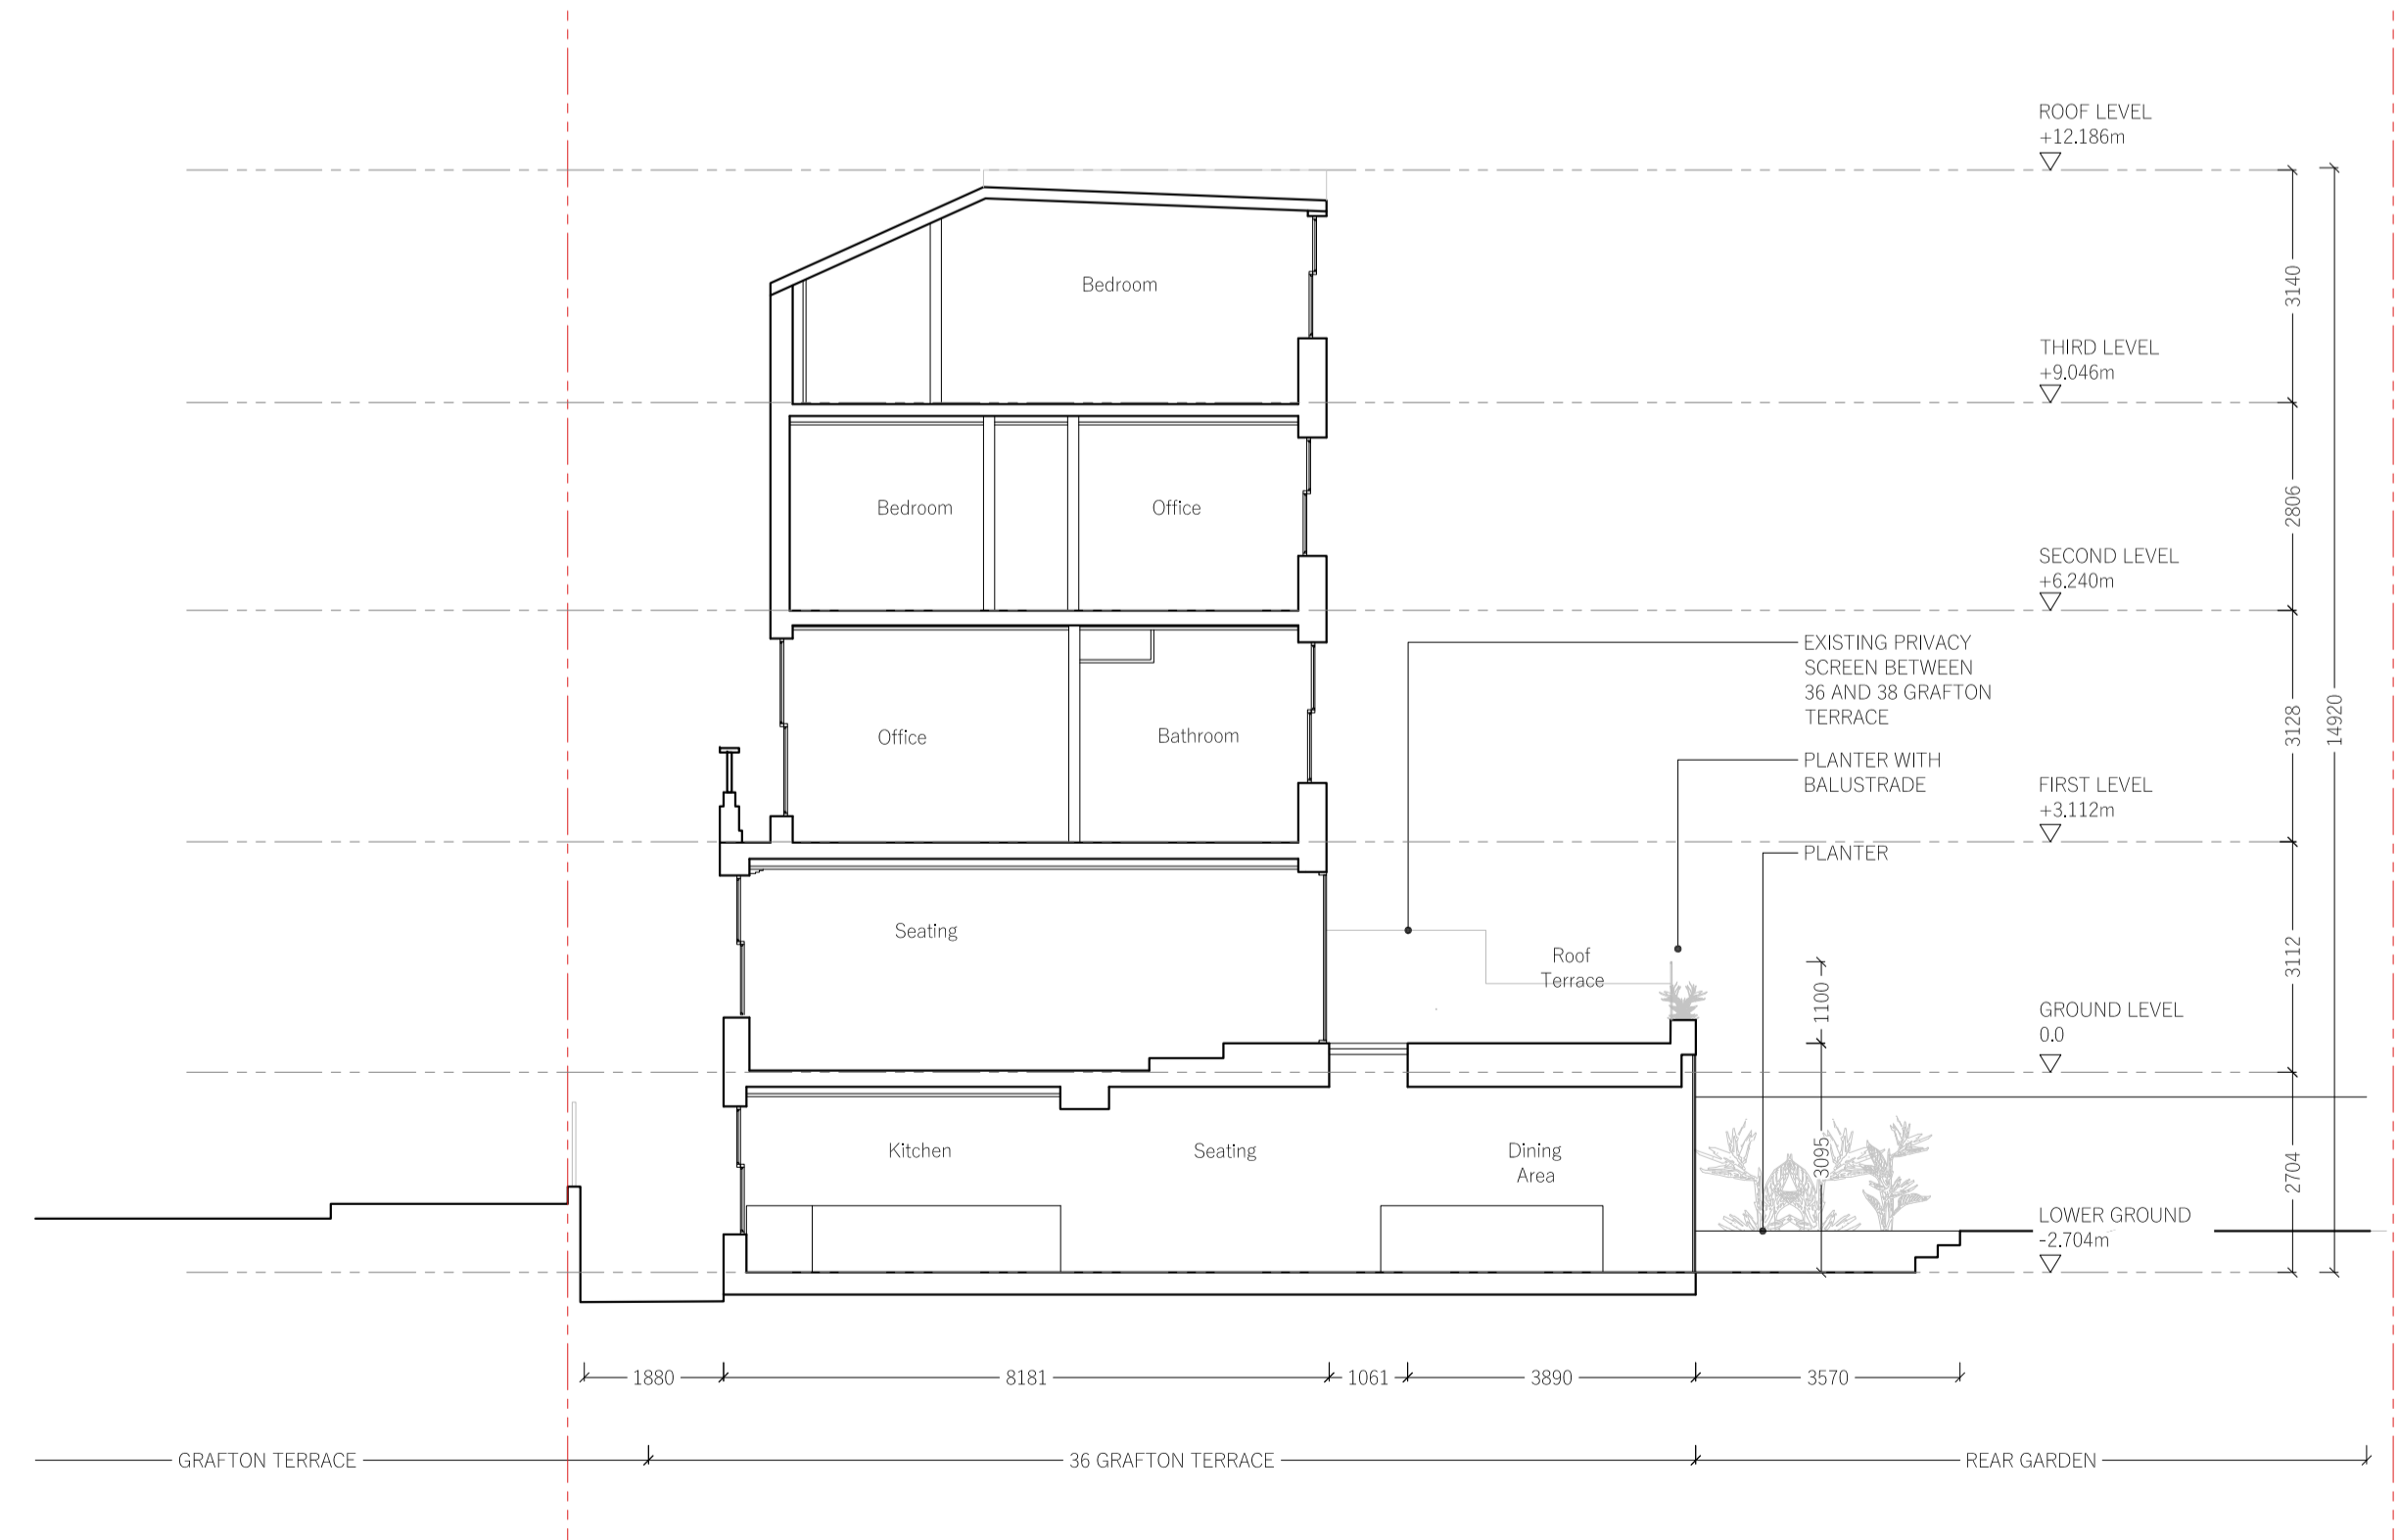 ROOF LEVEL
+12.186m
3140
Bedroom
THIRD LEVEL
+9.046m
Bedroom
Office
2806
SECOND LEVEL
+6.240m
EXISTING PRIVACY
SCREEN BETWEEN
36 AND 38 GRAFTON
TERRACE
3128
14920
Office
Bathroom
PLANTER WITH
BALUSTRADE
FIRST LEVEL
+3.112m
PLANTER
Seating
Roof
Terrace
3112
1100
GROUND LEVEL
0.0
Kitchen
Seating
Dining
Area
3095
2704
LOWER GROUND
-2.704m
1880
8181
1061
3890
3570
GRAFTON TERRACE
36 GRAFTON TERRACE
REAR GARDEN